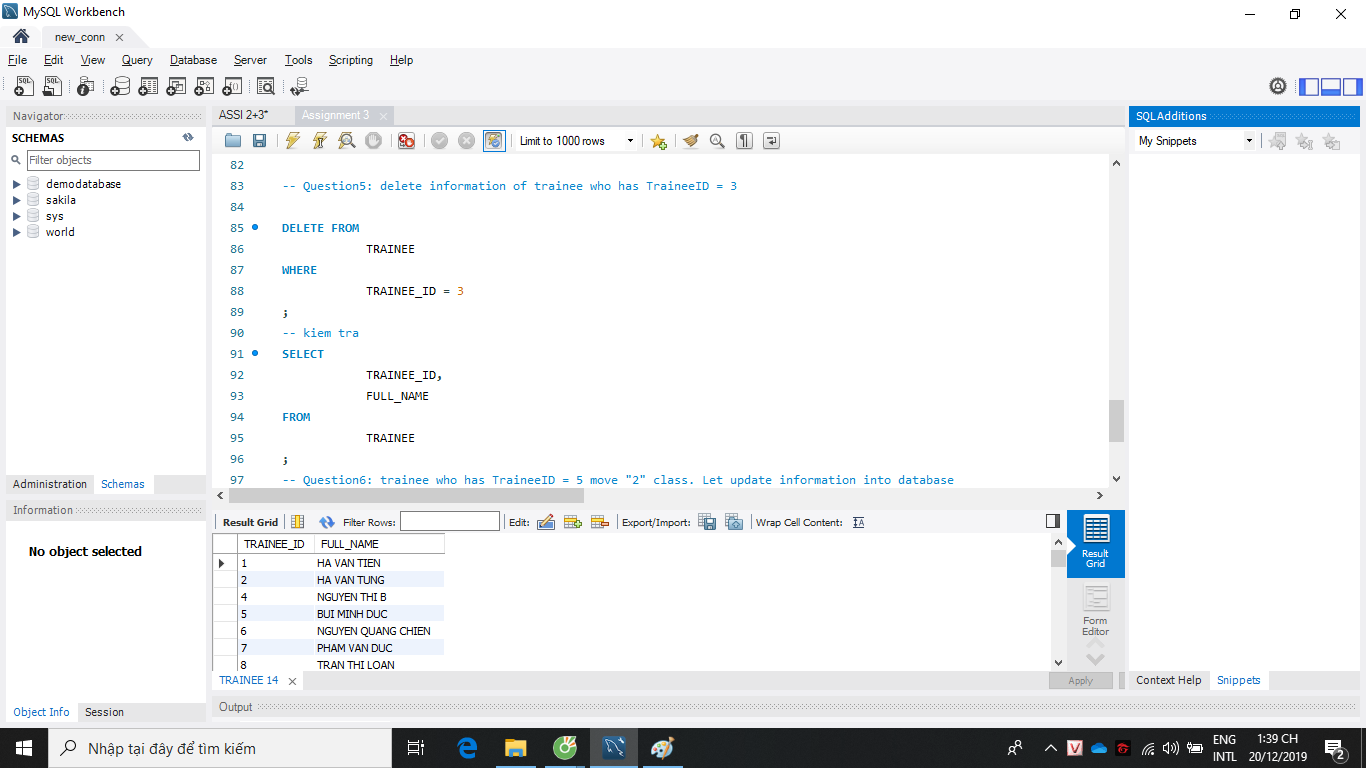 MySQL Workbench
new_conn
File Edit View Query Database Server Tools Scripting Help
Navigator
SCHEMAS
Filter objects
demodatabase
sakila
sys
world
Administration Schemas
Information
No object selected
Object Info Session
ASSI 2+3* Assignment 3
Limit to 1000 rows
82
83 -- Question5: delete information of trainee who has TraineeID = 3
84
85 DELETE FROM
86 TRAINEE
87 WHERE
88 TRAINEE_ID = 3
89 ;
90 -- kiem tra
91 SELECT
92 TRAINEE_ID,
93 FULL_NAME
94 FROM
95 TRAINEE
96 ;
97 -- Question6: trainee who has TraineeID = 5 move "2" class. Let update information into database
Result Grid Filter Rows: Edit: Export/Import: Wrap Cell Content:
TRAINEE_ID FULL_NAME
1 HA VAN TIEN
2 HA VAN TUNG
4 NGUYEN THI B
5 BUI MINH DUC
6 NGUYEN QUANG CHIEN
7 PHAM VAN DUC
8 TRAN THI LOAN
Result
Grid
Form
Editor
TRAINEE 14
Apply
Output
SQLAdditions
My Snippets
Context Help Snippets
Nhập tại đây để tìm kiếm
ENG
INTL
1:39 CH
20/12/2019
2